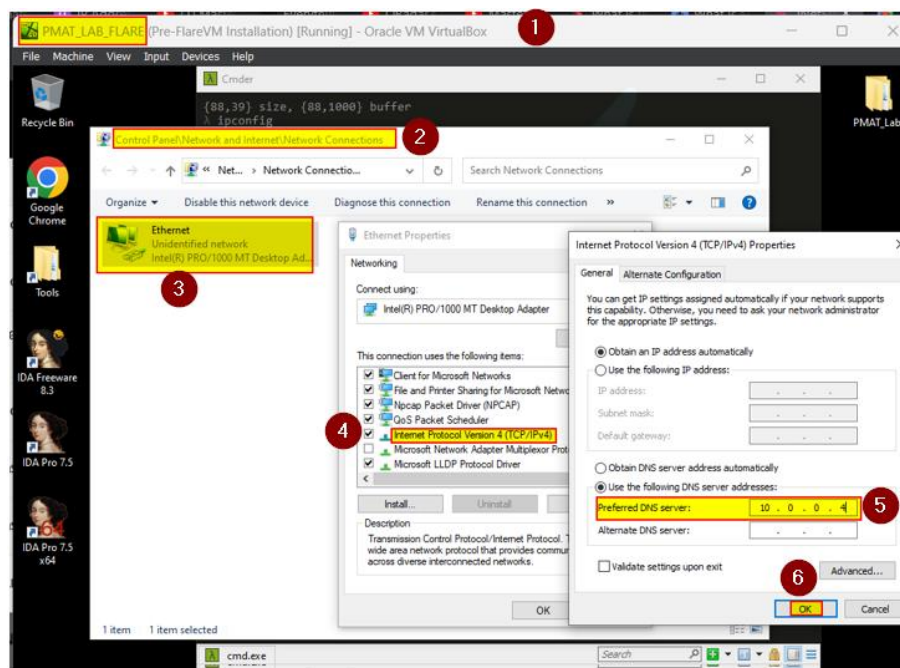 PMAT_LAB_FLARE (Pre-FlareVM Installation) [Running] - Oracle VM VirtualBox
1
File Machine View Input Devices Help
Recycle Bin
Cmder
{88,39} size, {88,1000} buffer
λ ipconfig
PMAT_Lab
Control Panel\Network and Internet\Network Connections
2
« Net... > Network Connectio...
Search Network Connections
Organize
Disable this network device
Diagnose this connection
Rename this connection
»
Google Chrome
Ethernet
Unidentified network
Intel(R) PRO/1000 MT Desktop Ad...
3
Tools
IDA Freeware 8.3
IDA Pro 7.5
IDA Pro 7.5 x64
Ethernet Properties
Networking
Connect using:
Intel(R) PRO/1000 MT Desktop Adapter
This connection uses the following items:
Client for Microsoft Networks
File and Printer Sharing for Microsoft Netwo
Npcap Packet Driver (NPCAP)
QoS Packet Scheduler
4
Internet Protocol Version 4 (TCP/IPv4)
Microsoft Network Adapter Multiplexor Prot
Microsoft LLDP Protocol Driver
Install...
Uninstall
Description
Transmission Control Protocol/Internet Protocol. T
wide area network protocol that provides commun
across diverse interconnected networks.
OK
Internet Protocol Version 4 (TCP/IPv4) Properties
General
Alternate Configuration
You can get IP settings assigned automatically if your network supports
this capability. Otherwise, you need to ask your network administrator
for the appropriate IP settings.
Obtain an IP address automatically
Use the following IP address:
IP address:
Subnet mask:
Default gateway:
Obtain DNS server address automatically
Use the following DNS server addresses:
Preferred DNS server: 10 . 0 . 0 . 4
5
Alternate DNS server:
Validate settings upon exit
Advanced...
6
OK
Cancel
1 item
1 item selected
cmd.exe
Search